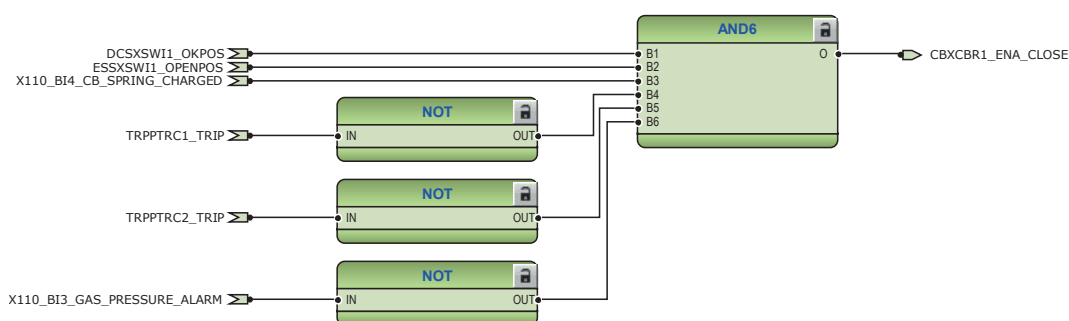 AND6
DCSXSWI1_OKPOS
B1
O
CBXCBR1_ENA_CLOSE
ESSXSWI1_OPENPOS
B2
X110_BI4_CB_SPRING_CHARGED
B3
B4
B5
B6
NOT
TRPPTRC1_TRIP
IN
OUT
NOT
TRPPTRC2_TRIP
IN
OUT
NOT
X110_BI3_GAS_PRESSURE_ALARM
IN
OUT